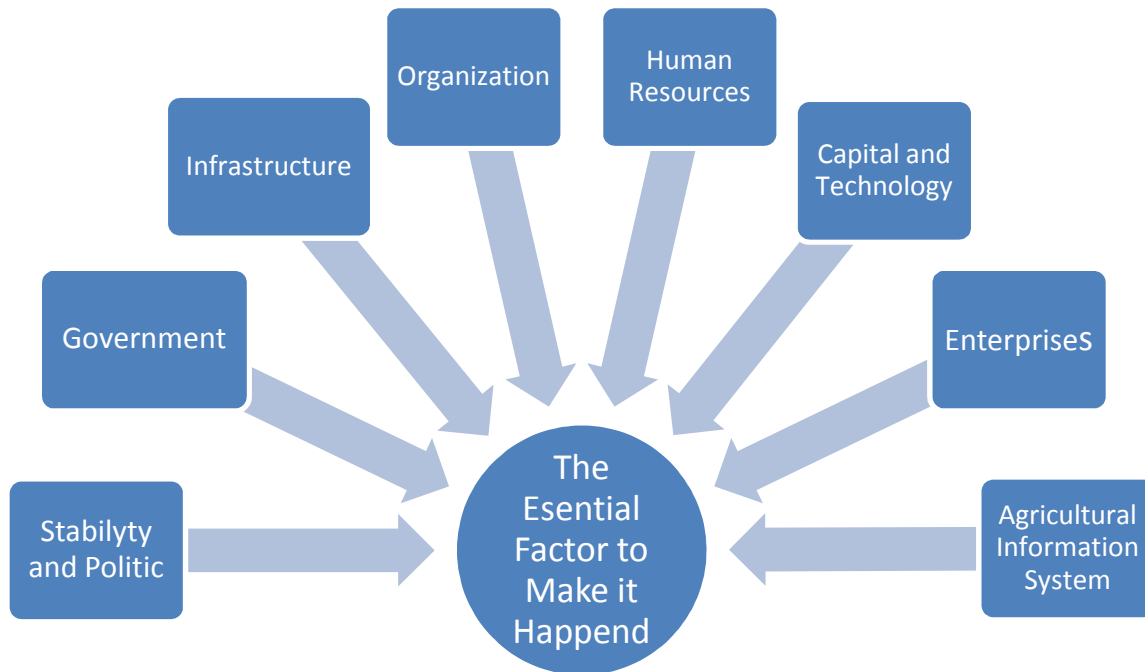 Organization
Human
Resources
Infrastructure
Capital and
Technology
Government
Enterprises
Stabilyty
and Politic
The
Esential
Factor to
Make it
Happend
Agricultural
Information
System